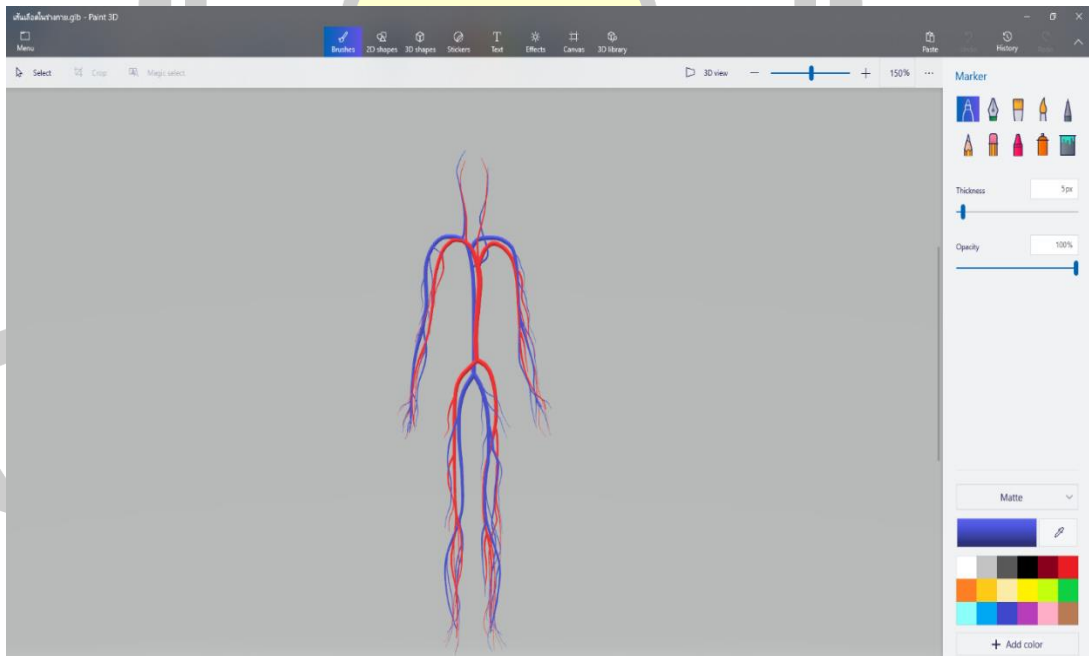 เส้นเลือดในร่างกาย.glb - Paint 3D
Menu
Brushes
2D shapes
3D shapes
Stickers
Text
Effects
Canvas
3D library
Paste
Undo
History
Redo
Select
Crop
Magic select
3D view
150%
Marker
Thickness
5px
Opacity
100%
Matte
+ Add color